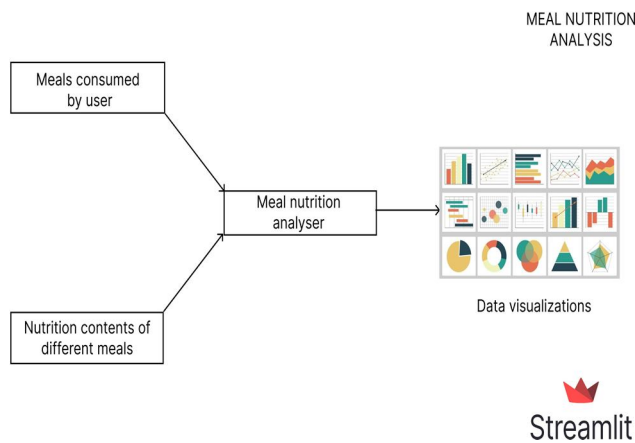 MEAL NUTRITION
ANALYSIS
Meals consumed
by user
Meal nutrition
analyser
Nutrition contents of
different meals
Data visualizations
Streamlit